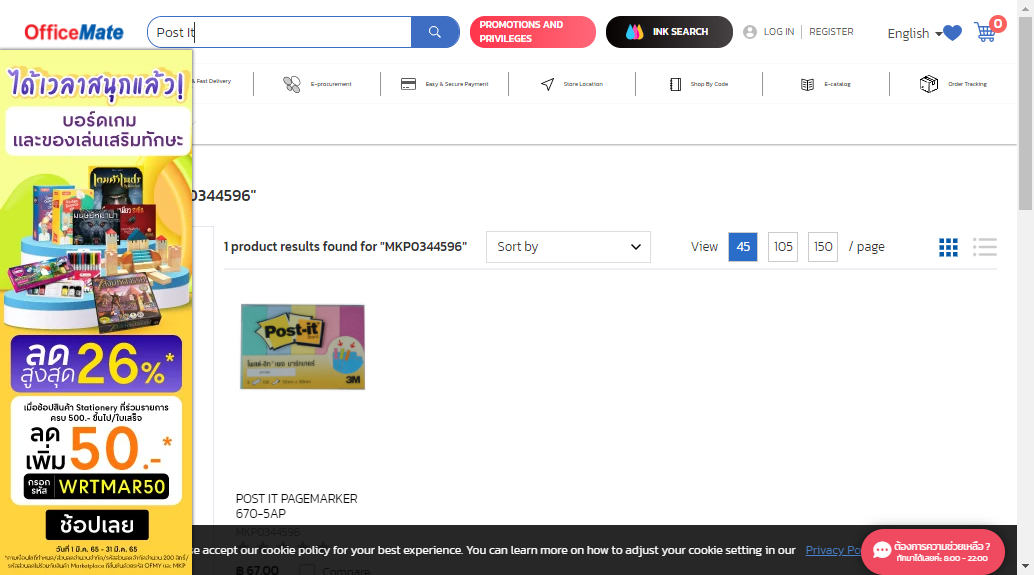 OfficeMate
Post It
PROMOTIONS AND PRIVILEGES
INK SEARCH
LOG IN
REGISTER
English
0
& Fast Delivery
E-procurement
Easy & Secure Payment
Store Location
Shop By Code
E-catalog
Order Tracking
ได้เวลาสนุกแล้ว!
บอร์ดเกม
และของเล่นเสริมทักษะ
ลด
สูงสุด 26%*
เมื่อช้อปสินค้า Stationery ที่ร่วมรายการ
ครบ 500.- ขึ้นไป/ใบเสร็จ
ลด
เพิ่ม 50.-*
กรอก
รหัส WRTMAR50
ช้อปเลย
วันที่ 1 มี.ค. 65 - 31 มี.ค. 65
0344596"
1 product results found for "MKP0344596"
Sort by
View 45 105 150 / page
Post-it
3M
POST IT PAGEMARKER
670-5AP
MKP0344596
฿ 67.00
Compare
e accept our cookie policy for your best experience. You can learn more on how to adjust your cookie setting in our Privacy Po
ต้องการความช่วยเหลือ ?
ทักมาได้เลยค่ะ 8:00 - 22:00